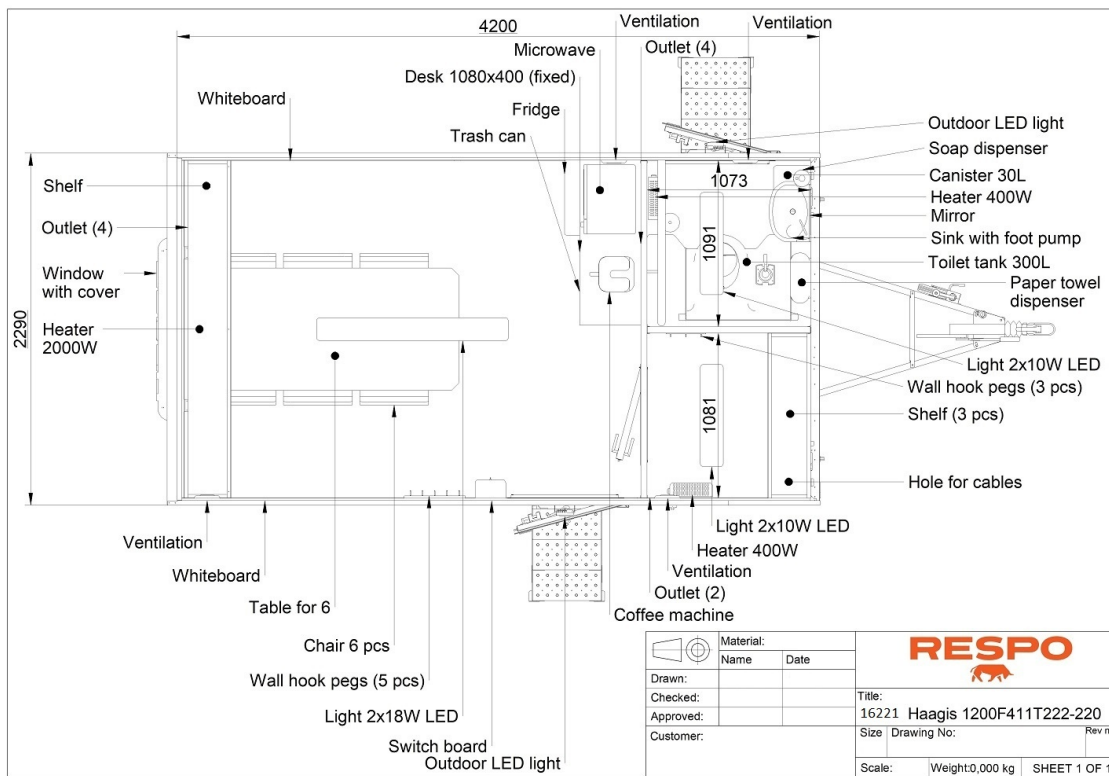 4200
Ventilation
Ventilation
Microwave
Outlet (4)
Desk 1080x400 (fixed)
Fridge
Whiteboard
Trash can
Outdoor LED light
Soap dispenser
Shelf
Canister 30L
1073
Heater 400W
Mirror
Outlet (4)
1091
Sink with foot pump
Toilet tank 300L
Window
with cover
Paper towel
dispenser
2290
Heater
2000W
Light 2x10W LED
Wall hook pegs (3 pcs)
1081
Shelf (3 pcs)
Hole for cables
Light 2x10W LED
Ventilation
Heater 400W
Ventilation
Whiteboard
Outlet (2)
Table for 6
Coffee machine
Chair 6 pcs
Wall hook pegs (5 pcs)
Light 2x18W LED
Switch board
Outdoor LED light
Material:
Name Date
RESPO
Drawn:
Checked:
Title:
Approved:
16221 Haagis 1200F411T222-220
Customer:
Size Drawing No:
Scale: Weight:0,000 kg SHEET 1 OF 1